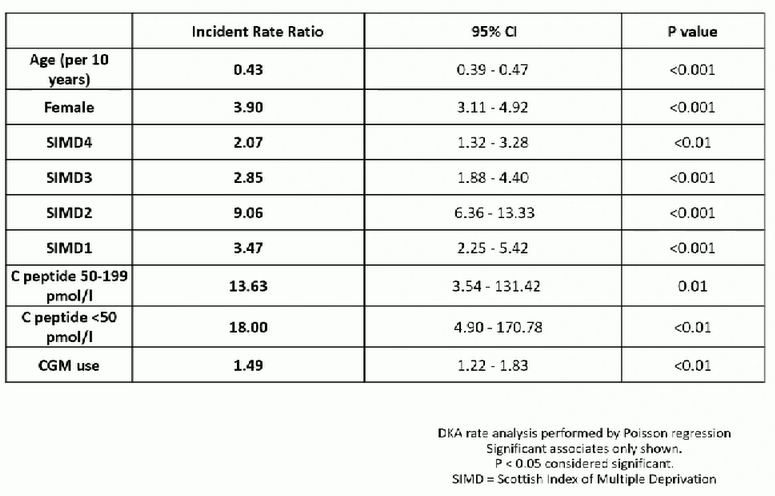 Incident Rate Ratio 95% CI P value
Age (per 10
years) 0.43 0.39 - 0.47 <0.001
Female 3.90 3.11 - 4.92 <0.001
SIMD4 2.07 1.32 - 3.28 <0.01
SIMD3 2.85 1.88 - 4.40 <0.001
SIMD2 9.06 6.36 - 13.33 <0.001
SIMD1 3.47 2.25 - 5.42 <0.001
C peptide 50-199
pmol/l 13.63 3.54 - 131.42 0.01
C peptide <50
pmol/l 18.00 4.90 - 170.78 <0.01
CGM use 1.49 1.22 - 1.83 <0.01
DKA rate analysis performed by Poisson regression
Significant associates only shown.
P < 0.05 considered significant.
SIMD = Scottish Index of Multiple Deprivation